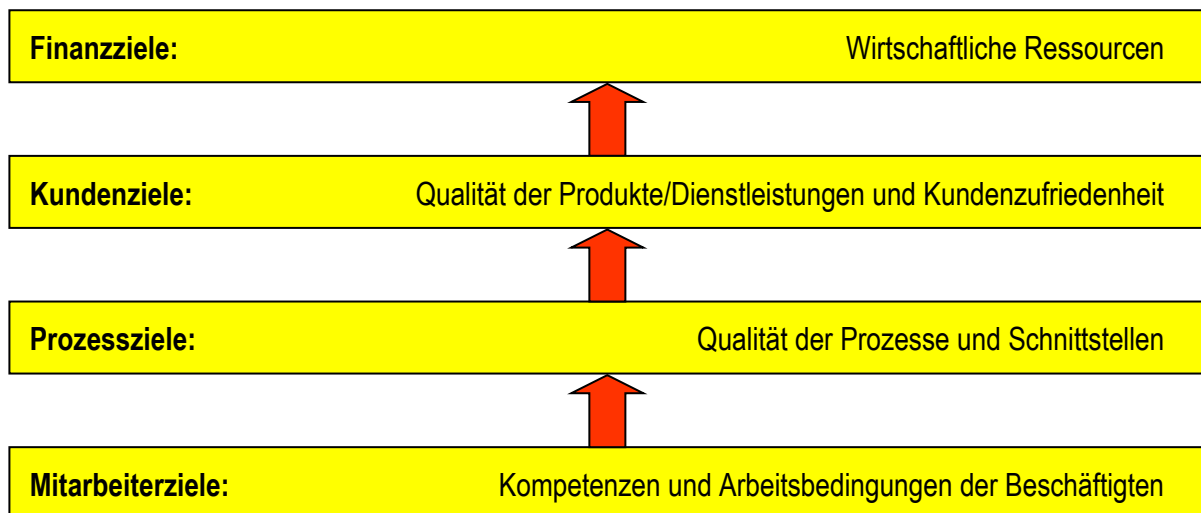 Finanzziele: Wirtschaftliche Ressourcen
Kundenziele: Qualität der Produkte/Dienstleistungen und Kundenzufriedenheit
Prozessziele: Qualität der Prozesse und Schnittstellen
Mitarbeiterziele: Kompetenzen und Arbeitsbedingungen der Beschäftigten